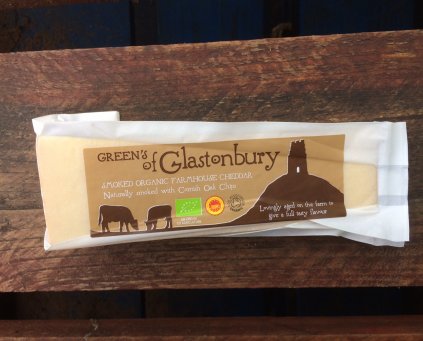 GREEN's of Glastonbury
SMOKED ORGANIC FARMHOUSE CHEDDAR
Naturally smoked with Cornish Oak Chips
Lovingly aged on the farm to
give a full tasty flavour